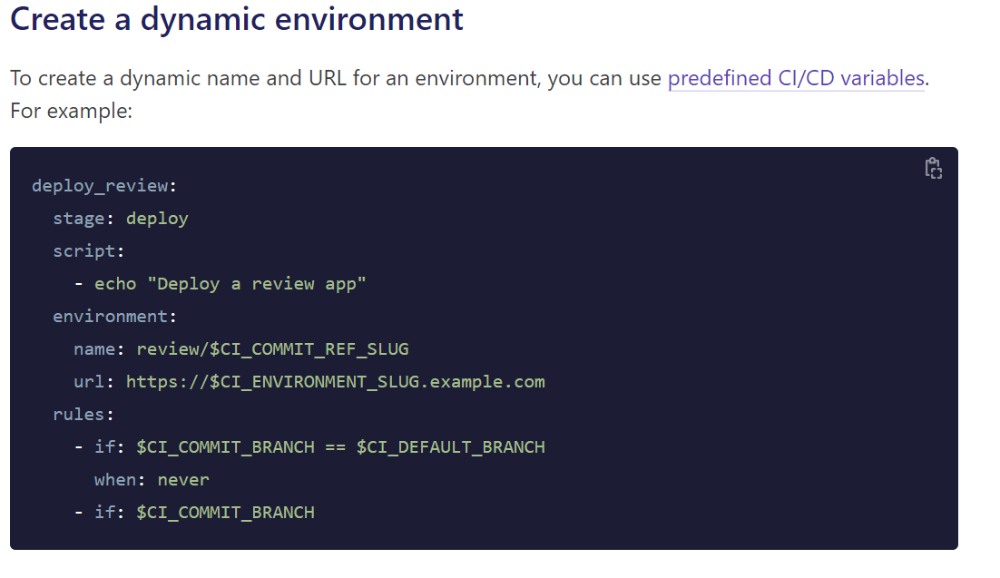 Create a dynamic environment
To create a dynamic name and URL for an environment, you can use predefined CI/CD variables.
For example:
deploy_review:
  stage: deploy
  script:
    - echo "Deploy a review app"
  environment:
    name: review/$CI_COMMIT_REF_SLUG
    url: https://$CI_ENVIRONMENT_SLUG.example.com
  rules:
    - if: $CI_COMMIT_BRANCH == $CI_DEFAULT_BRANCH
      when: never
    - if: $CI_COMMIT_BRANCH